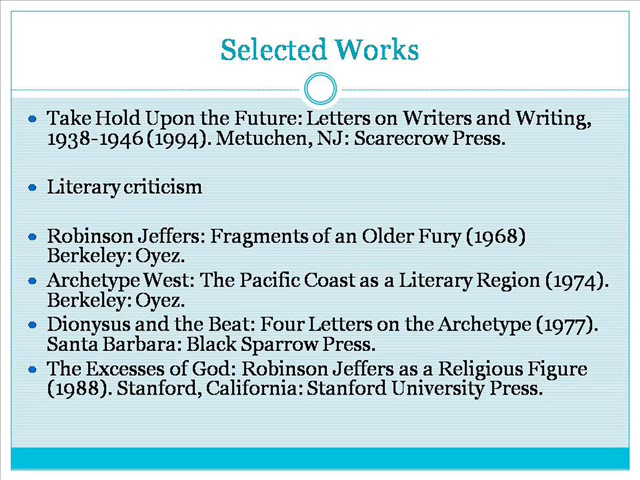 Selected Works
• Take Hold Upon the Future: Letters on Writers and Writing,
1938-1946 (1994). Metuchen, NJ: Scarecrow Press.
• Literary criticism
• Robinson Jeffers: Fragments of an Older Fury (1968)
Berkeley: Oyez.
• Archetype West: The Pacific Coast as a Literary Region (1974).
Berkeley: Oyez.
• Dionysus and the Beat: Four Letters on the Archetype (1977).
Santa Barbara: Black Sparrow Press.
• The Excesses of God: Robinson Jeffers as a Religious Figure
(1988). Stanford, California: Stanford University Press.